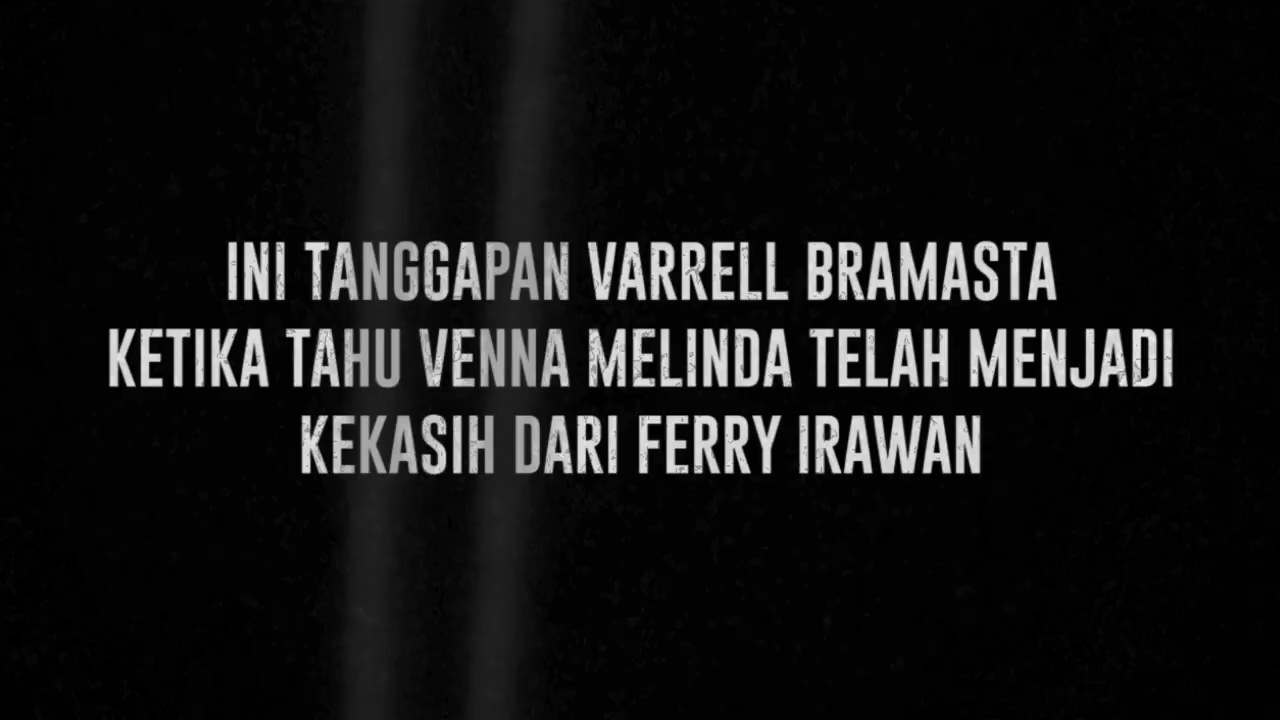 INI TANGGAPAN VARRELL BRAMASTA
KETIKA TAHU VENNA MELINDA TELAH MENJADI
KEKASIH DARI FERRY IRAWAN